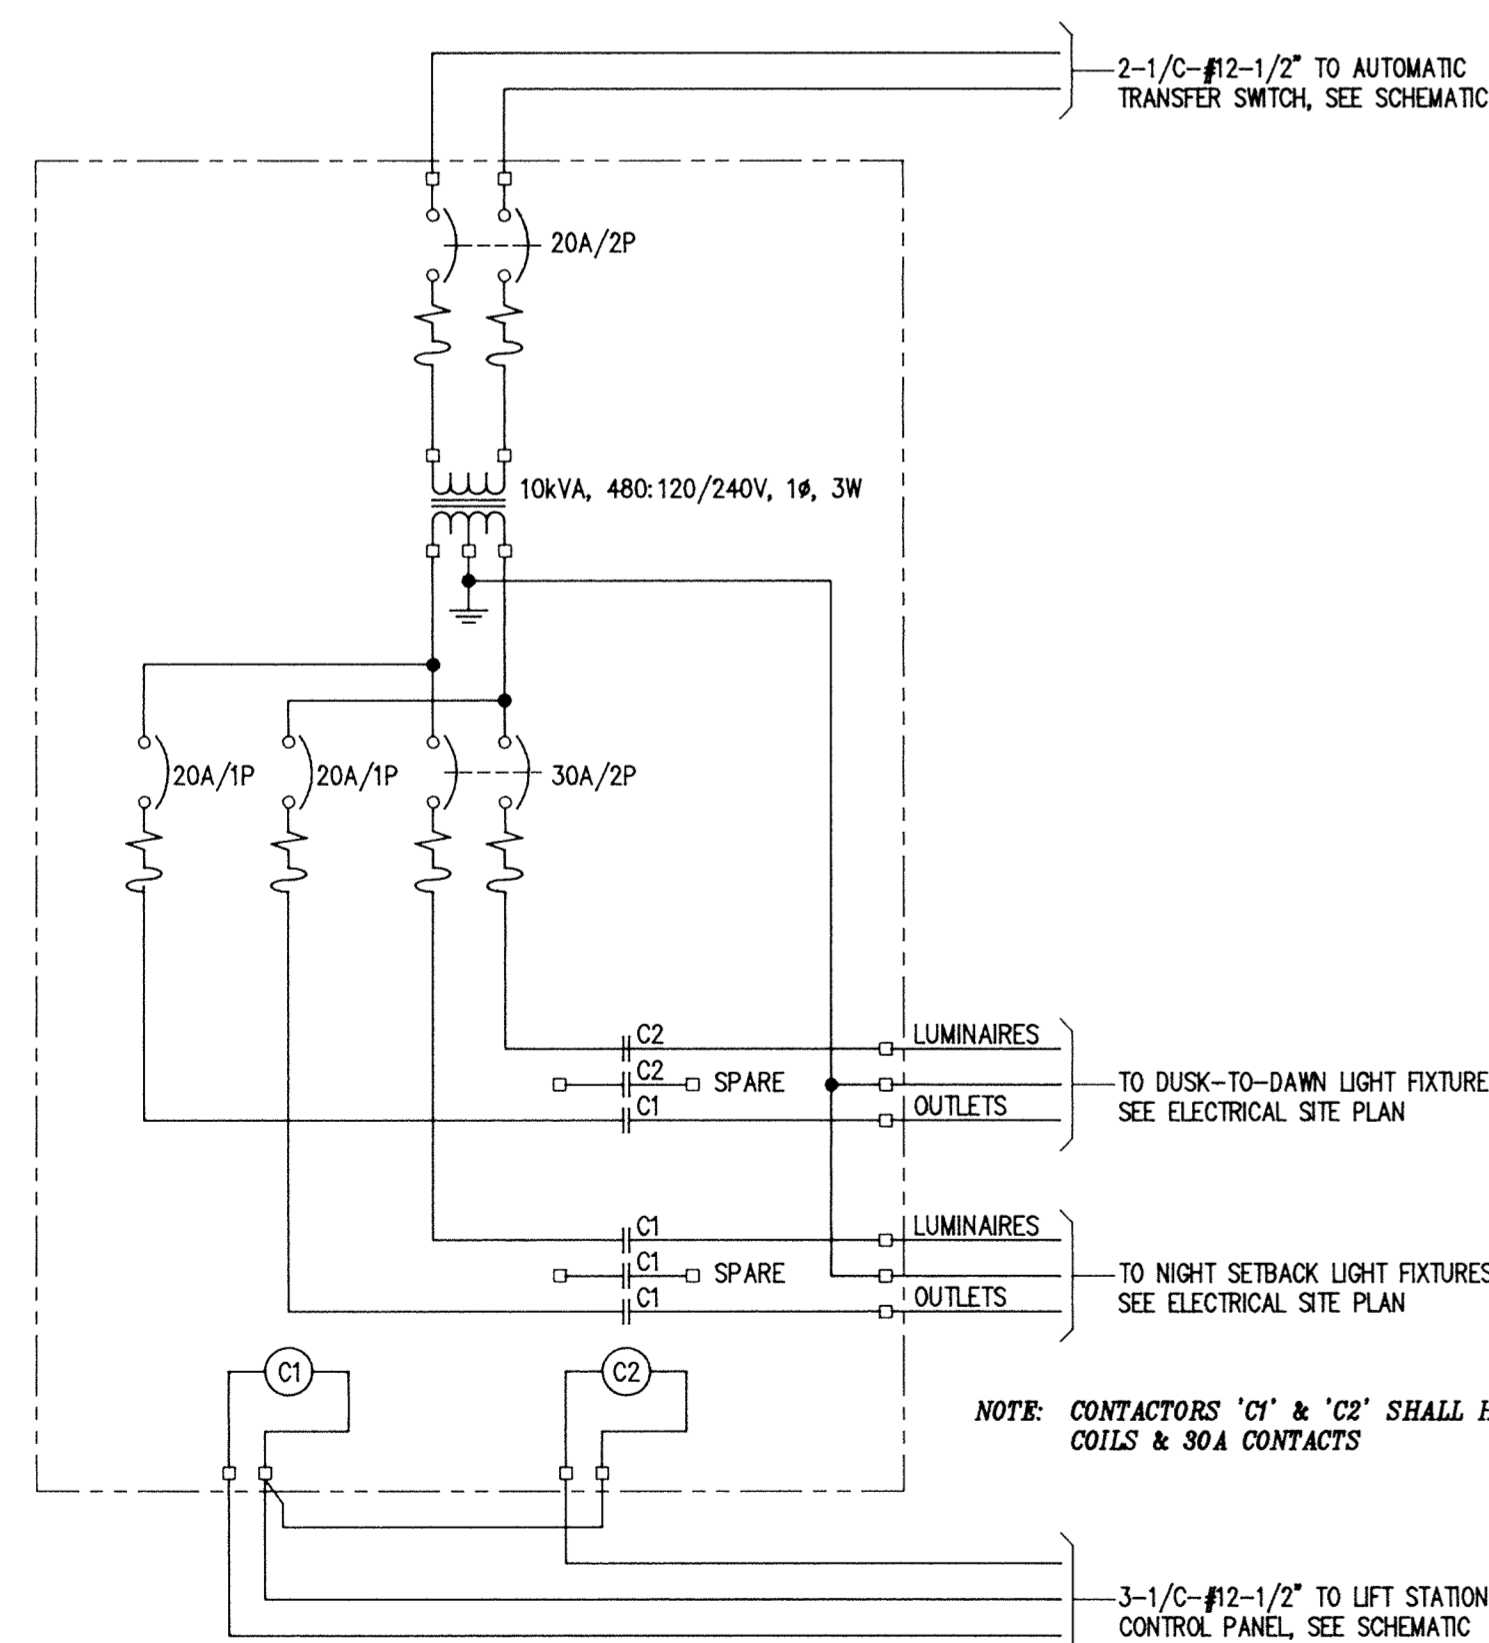 2-1/C-#12-1/2" TO AUTOMATIC
TRANSFER SWITCH, SEE SCHEMATIC
20A/2P
10kVA, 480:120/240V, 1ø, 3W
20A/1P
20A/1P
30A/2P
C2
LUMINAIRES
C2
SPARE
TO DUSK-TO-DAWN LIGHT FIXTURE
C1
OUTLETS
SEE ELECTRICAL SITE PLAN
C1
LUMINAIRES
C1
SPARE
TO NIGHT SETBACK LIGHT FIXTURES
C1
OUTLETS
SEE ELECTRICAL SITE PLAN
C1
C2
NOTE: CONTACTORS 'C1' & 'C2' SHALL
COILS & 30A CONTACTS
3-1/C-#12-1/2" TO LIFT STATION
CONTROL PANEL, SEE SCHEMATIC